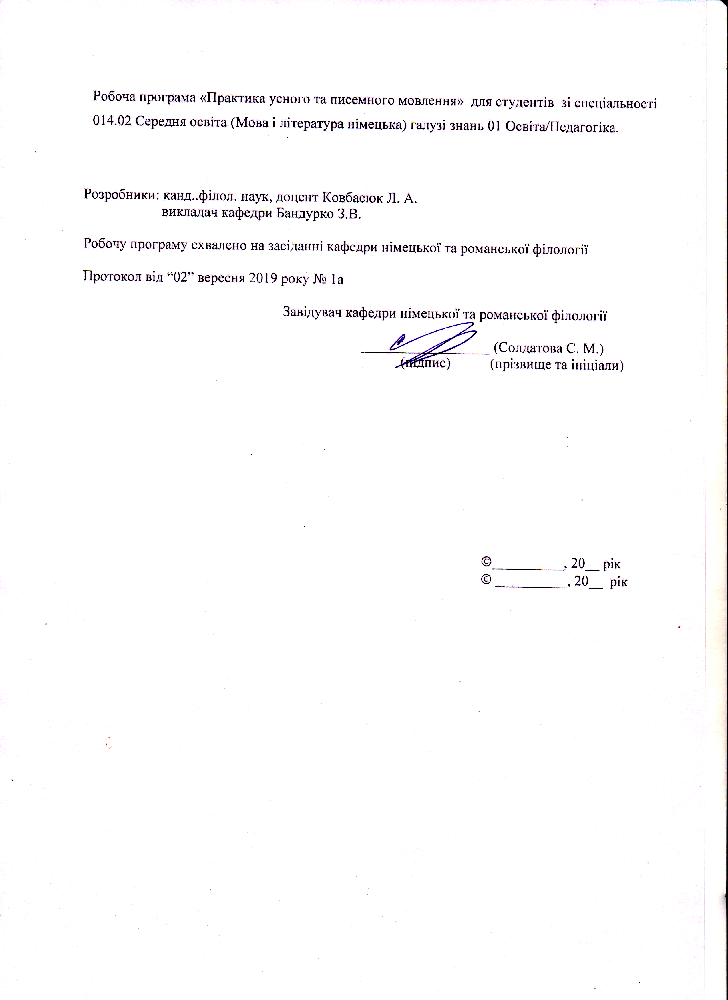 Робоча програма «Практика усного та писемного мовлення» для студентів зі спеціальності
014.02 Середня освіта (Мова і література німецька) галузі знань 01 Освіта/Педагогіка.
Розробники: канд..філол. наук, доцент Ковбасюк Л. А.
викладач кафедри Бандурко З.В.
Робочу програму схвалено на засіданні кафедри німецької та романської філології
Протокол від “02” вересня 2019 року № 1а
Завідувач кафедри німецької та романської філології
____________________ (Солдатова С. М.)
(підпис) (прізвище та ініціали)
©___________, 20__ рік
© ___________, 20__ рік